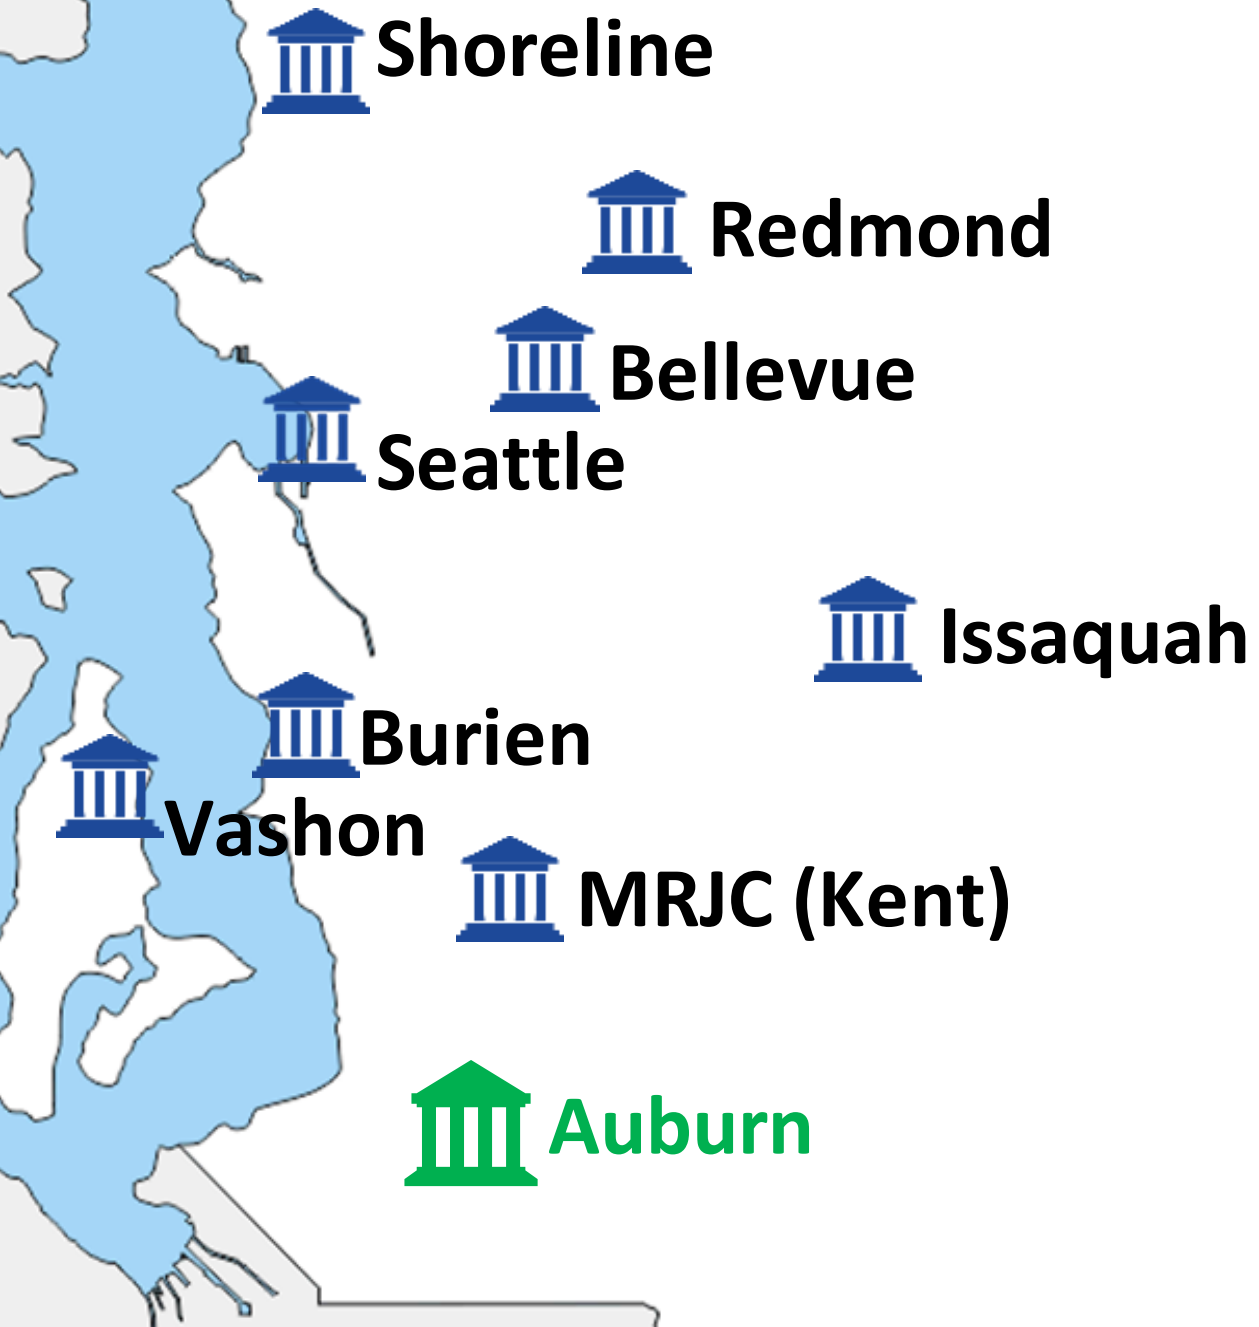 Shoreline
Redmond
Bellevue
Seattle
Issaquah
Burien
Vashon
MRJC (Kent)
Auburn